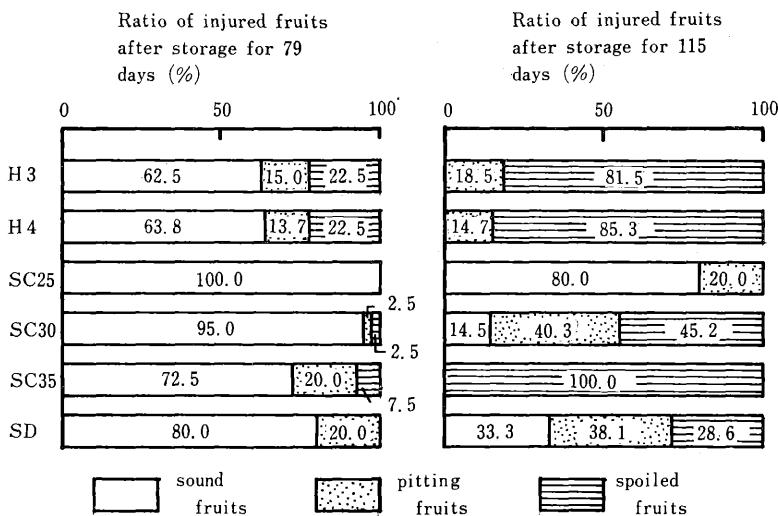 Ratio of injured fruits
after storage for 79
days (%)
Ratio of injured fruits
after storage for 115
days (%)
0 50 100
0 50 100
H3 62.5 15.0 22.5 18.5 81.5
H4 63.8 13.7 22.5 14.7 85.3
SC25 100.0 80.0 20.0
2.5
SC30 95.0 14.5 40.3 45.2
2.5
SC35 72.5 20.0 100.0
7.5
SD 80.0 20.0 33.3 38.1 28.6
sound
fruits
pitting
fruits
spoiled
fruits